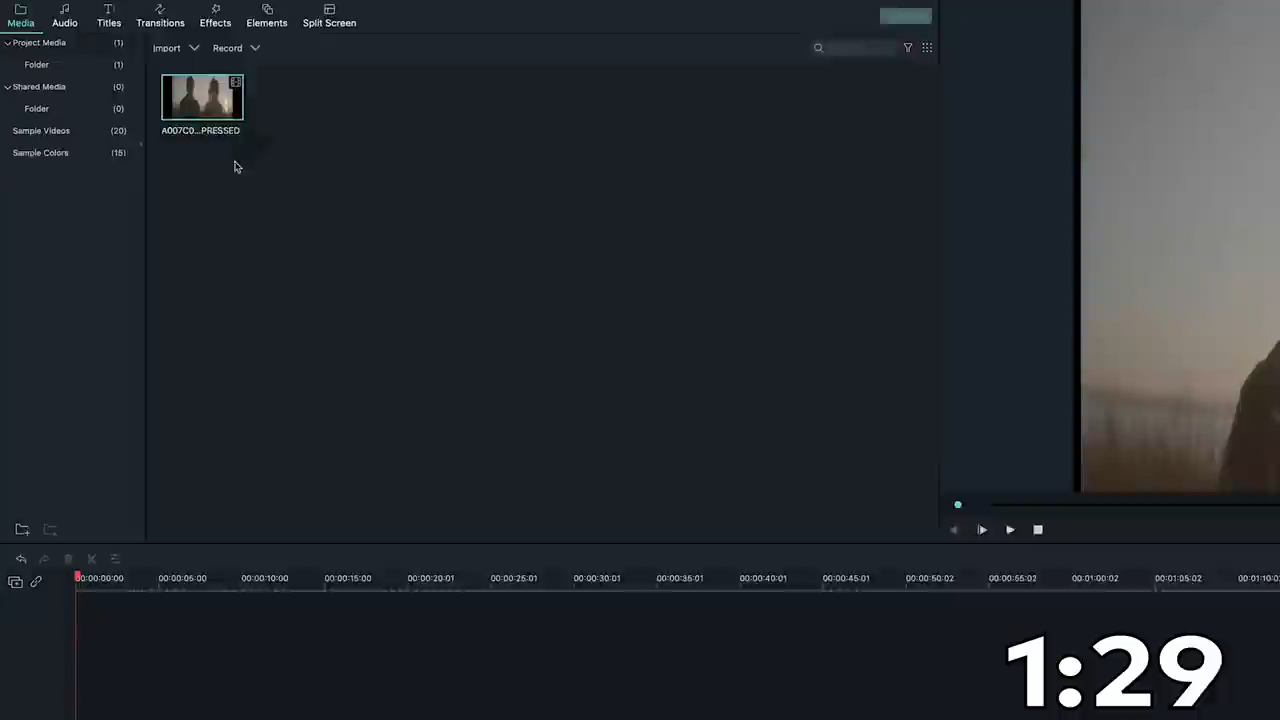 Media Audio Titles Transitions Effects Elements Split Screen
Project Media (1)
Import Record
Folder (1)
Shared Media (0)
Folder (0)
Sample Videos (20)
A007C0...PRESSED
Sample Colors (15)
00:00:00:00 00:00:05:00 00:00:10:00 00:00:15:00 00:00:20:01 00:00:25:01 00:00:30:01 00:00:35:01 00:00:40:01 00:00:45:01 00:00:50:02 00:00:55:02 00:01:00:02 00:01:05:02 00:01:10:0
1:29